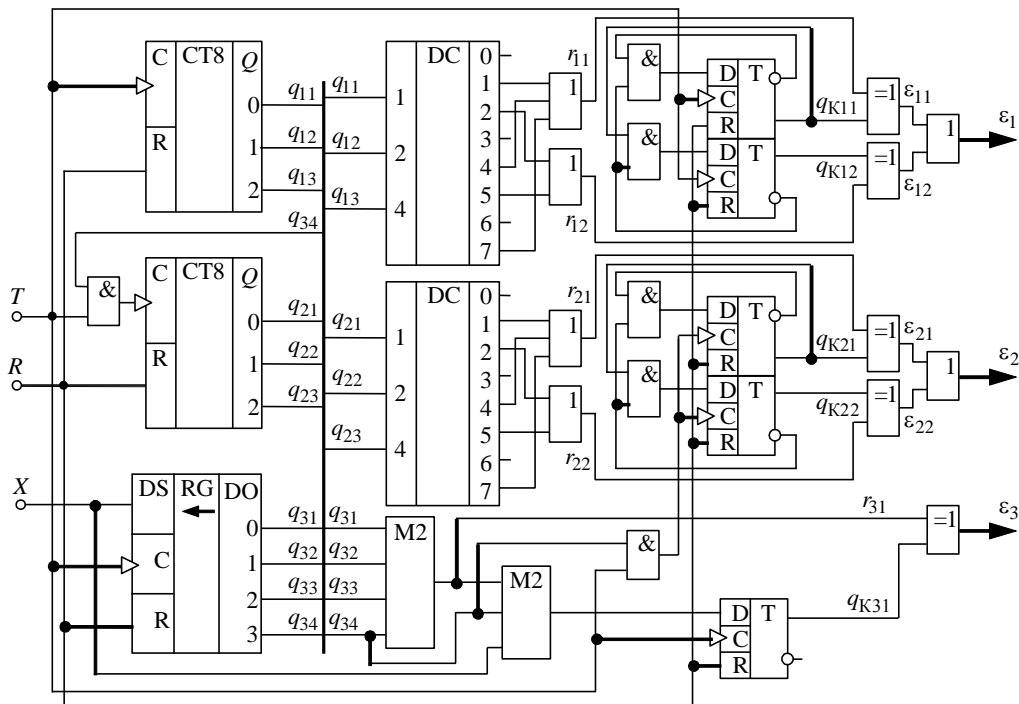 C CT8 Q
0
1
2
R
q11
q12
q13
q34
q11
q12
q13
DC
1
2
4
0
1
2
3
4
5
6
7
r11
1
1
r12
&
&
D T
C
R
D T
C
R
qK11
qK12
=1
ε11
=1
ε12
1
ε1
T
R
X
&
C CT8 Q
0
1
2
R
q21
q22
q23
q21
q22
q23
DC
1
2
4
0
1
2
3
4
5
6
7
r21
1
1
r22
&
&
D T
C
R
D T
C
R
qK21
qK22
=1
ε21
=1
ε22
1
ε2
DS RG DO
0
1
2
3
C
R
q31
q32
q33
q34
q31
q32
q33
q34
M2
M2
&
D T
C
R
r31
qK31
=1
ε3